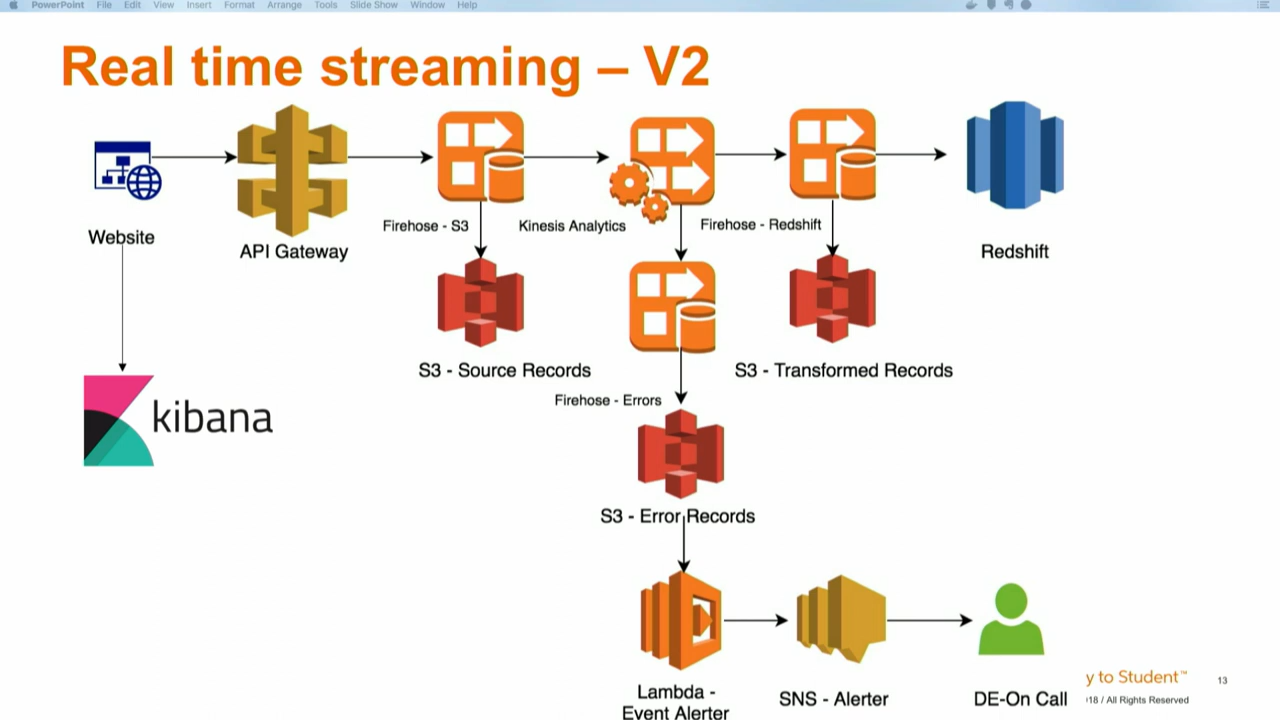 PowerPoint File Edit View Insert Format Arrange Tools Slide Show Window Help
Real time streaming – V2
Website
API Gateway
Firehose - S3
Kinesis Analytics
Firehose - Redshift
Redshift
S3 - Source Records
S3 - Transformed Records
kibana
Firehose - Errors
S3 - Error Records
Lambda -
Event Alerter
SNS - Alerter
DE-On Call
y to Student™
13
18 / All Rights Reserved